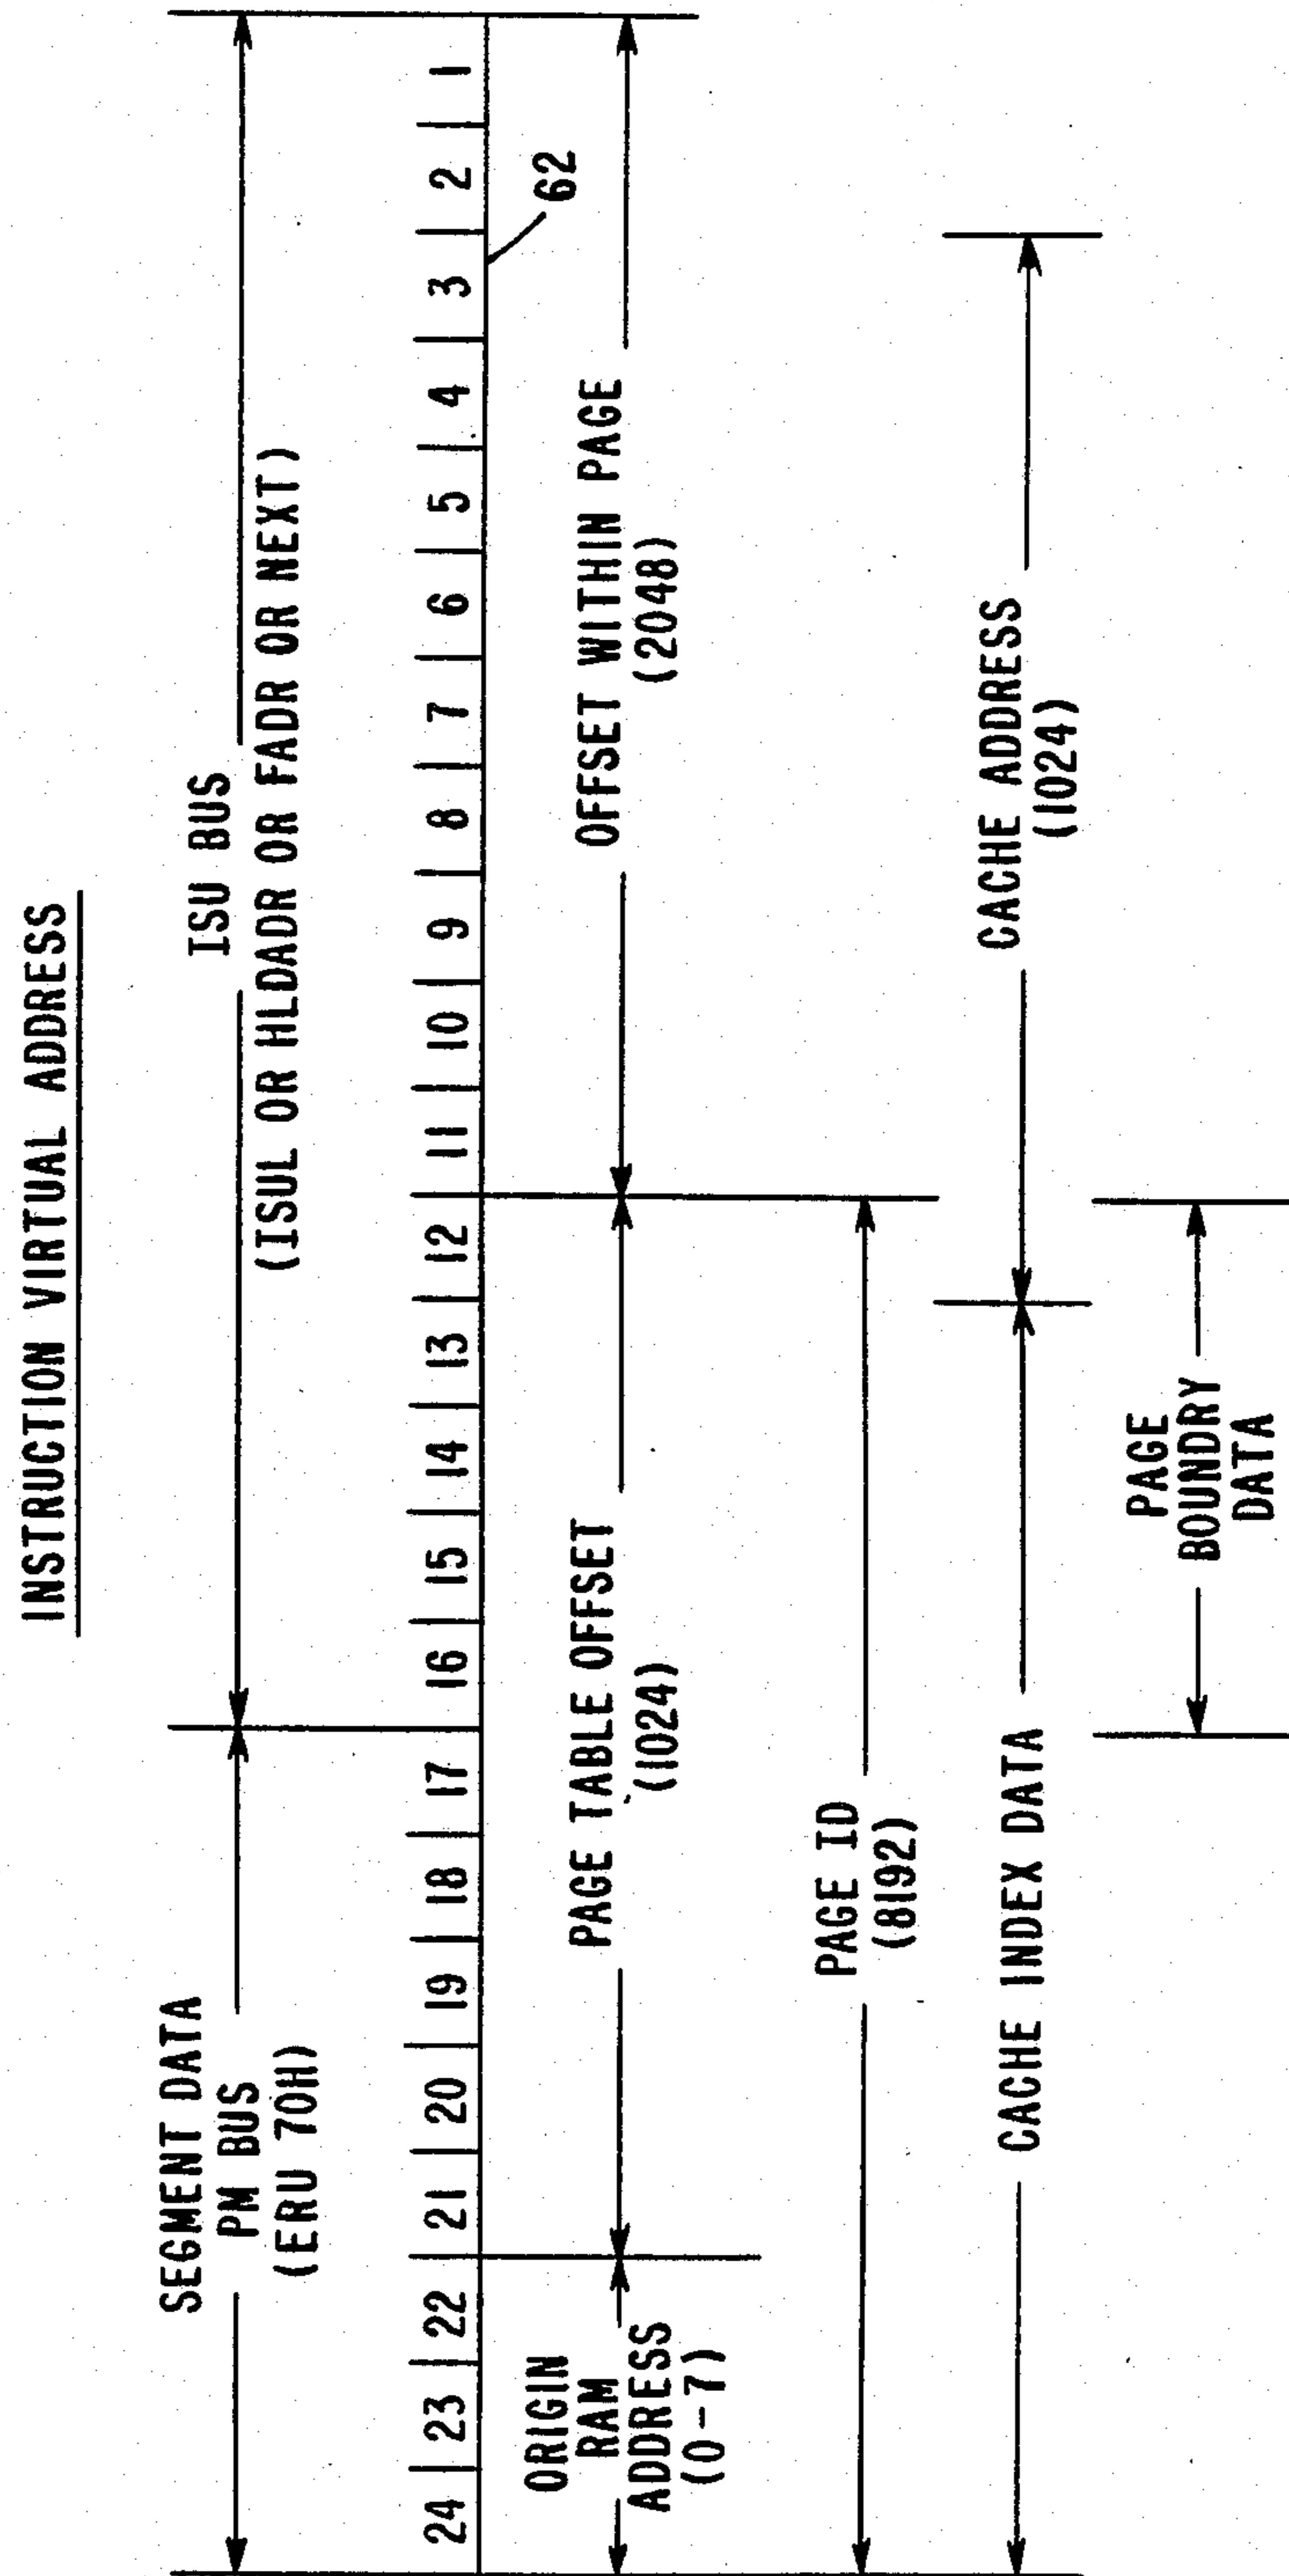 INSTRUCTION VIRTUAL ADDRESS
SEGMENT DATA
PM BUS
(ERU 70H)
ISU BUS
(ISUL OR HLDADR OR FADR OR NEXT)
24 23 22 21 20 19 18 17 16 15 14 13 12 11 10 9 8 7 6 5 4 3 2 1
62
ORIGIN
RAM
ADDRESS
(0-7)
PAGE TABLE OFFSET
(1024)
OFFSET WITHIN PAGE
(2048)
PAGE ID
(8192)
CACHE INDEX DATA
CACHE ADDRESS
(1024)
PAGE
BOUNDRY
DATA